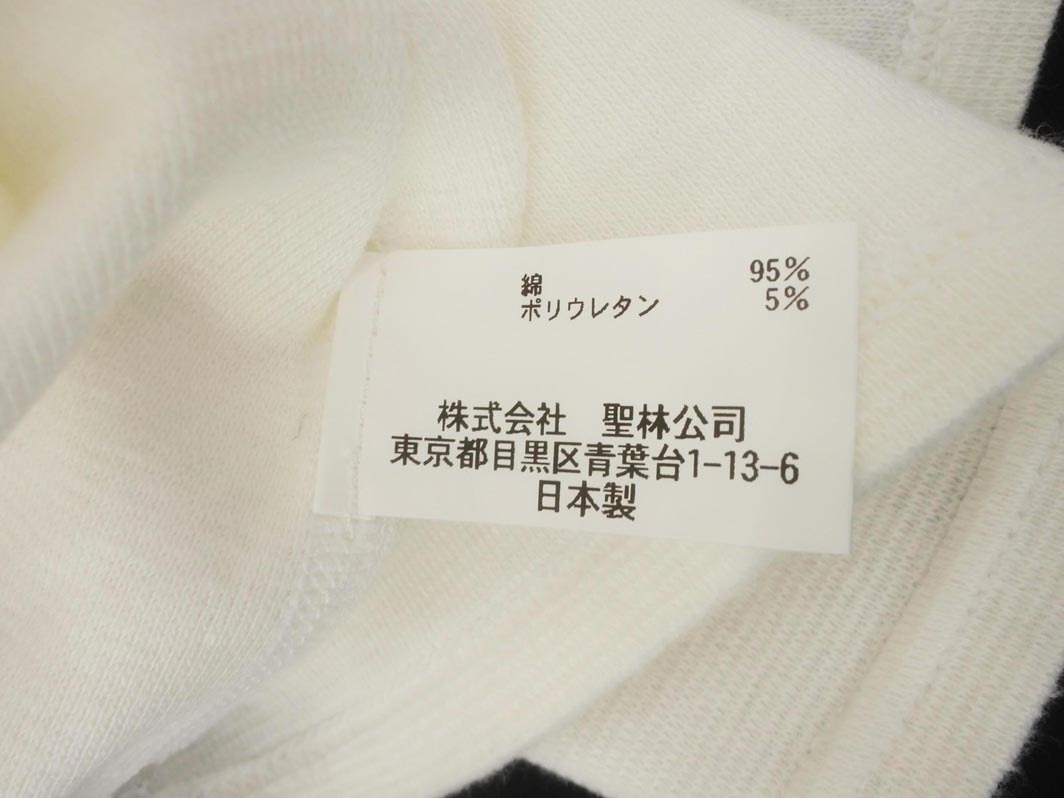 綿 95%
ポリウレタン 5%
株式会社 聖林公司
東京都目黒区青葉台1-13-6
日本製